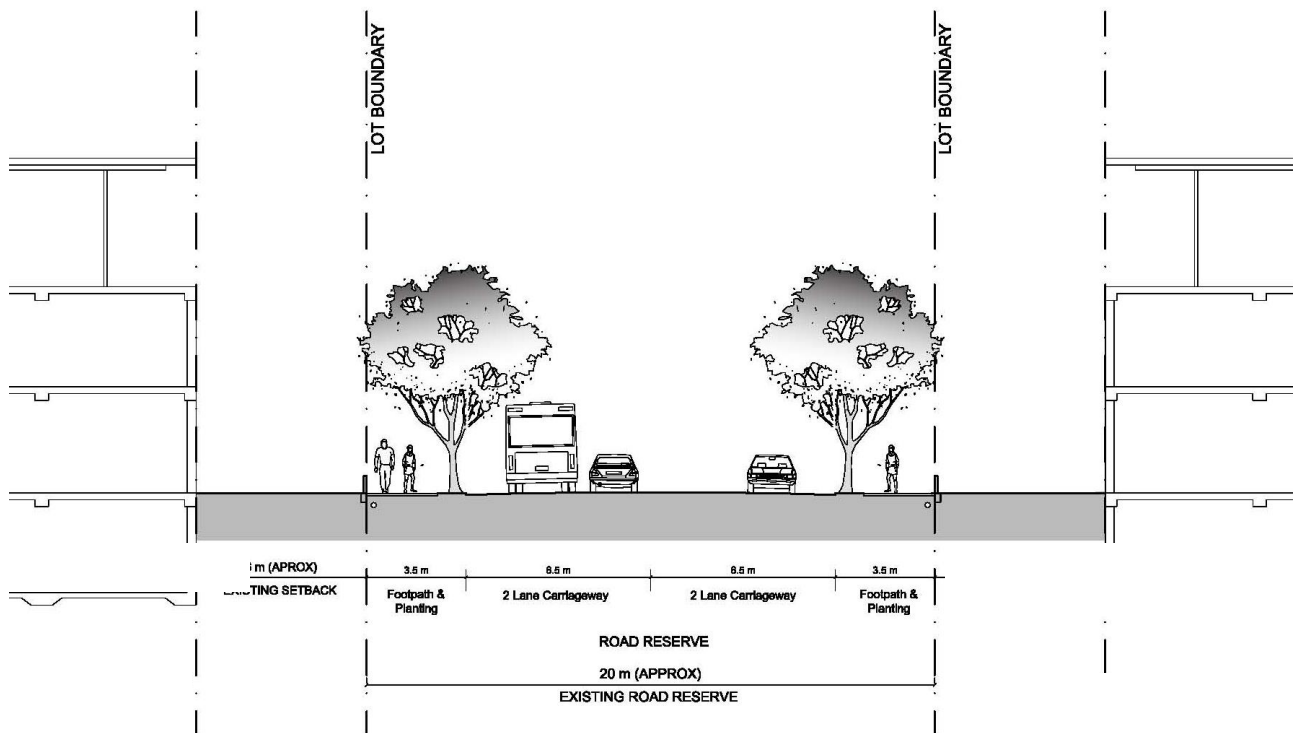 LOT BOUNDARY
LOT BOUNDARY
m (APROX)
SETBACK
3.5 m
6.5 m
6.5 m
3.5 m
Footpath &
Planting
2 Lane Carriageway
2 Lane Carriageway
Footpath &
Planting
ROAD RESERVE
20 m (APPROX)
EXISTING ROAD RESERVE